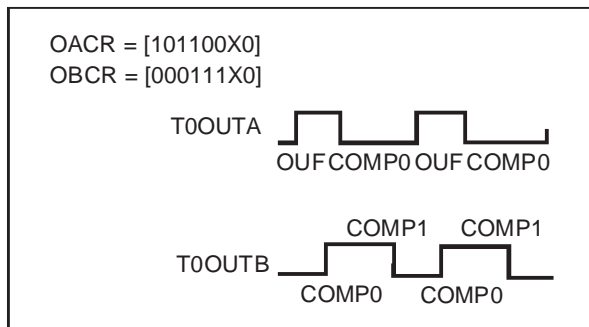 OACR = [101100X0]
OBCR = [000111X0]
T0OUTA
OUF COMP0 OUF COMP0
COMP1 COMP1
T0OUTB
COMP0 COMP0